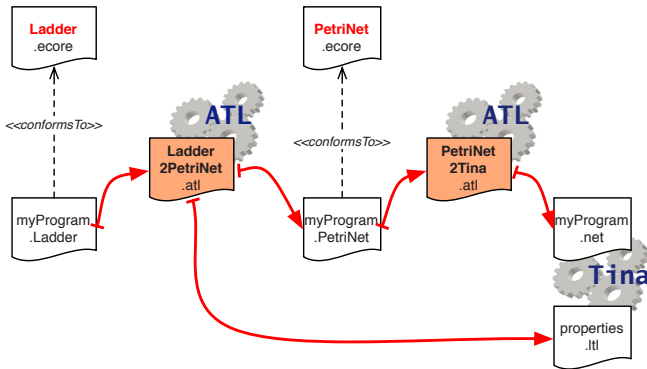 Ladder
.ecore
PetriNet
.ecore
ATL
ATL
<<conformsTo>>
<<conformsTo>>
Ladder
2PetriNet
.atl
PetriNet
2Tina
.atl
myProgram
.Ladder
myProgram
.PetriNet
myProgram
.net
Tina
properties
.ltl